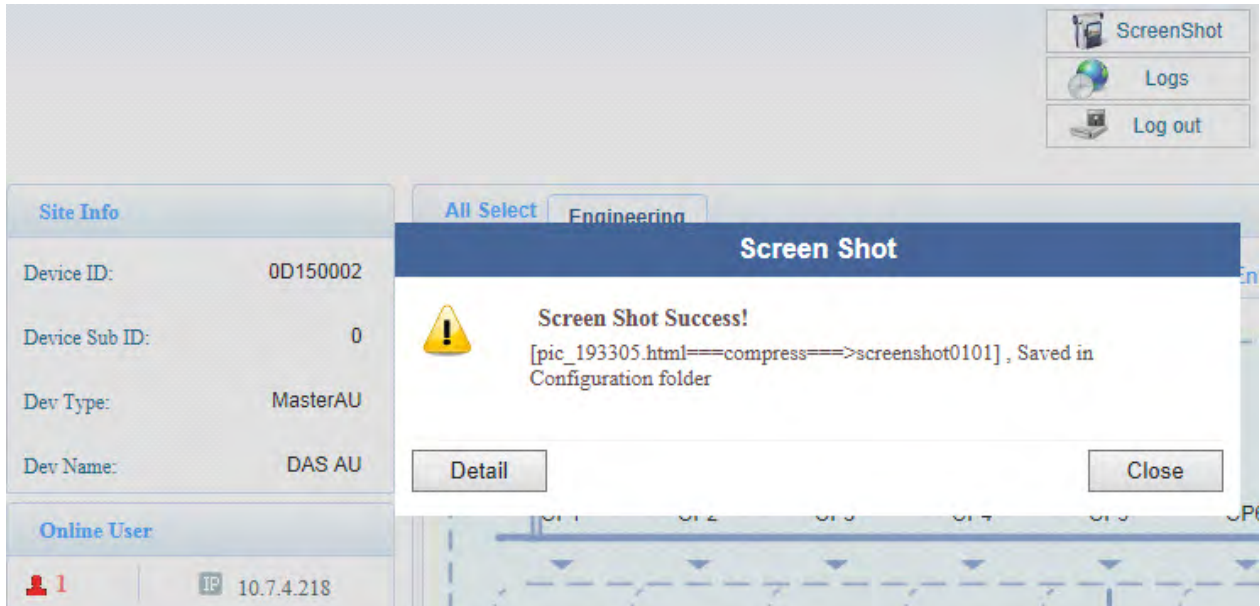 ScreenShot
Logs
Log out
Site Info
Device ID: 0D150002
Device Sub ID: 0
Dev Type: MasterAU
Dev Name: DAS AU
Online User
1 IP 10.7.4.218
All Select Engineering
Screen Shot
Screen Shot Success!
[pic_193305.html===compress===>screenshot0101] , Saved in
Configuration folder
Detail Close